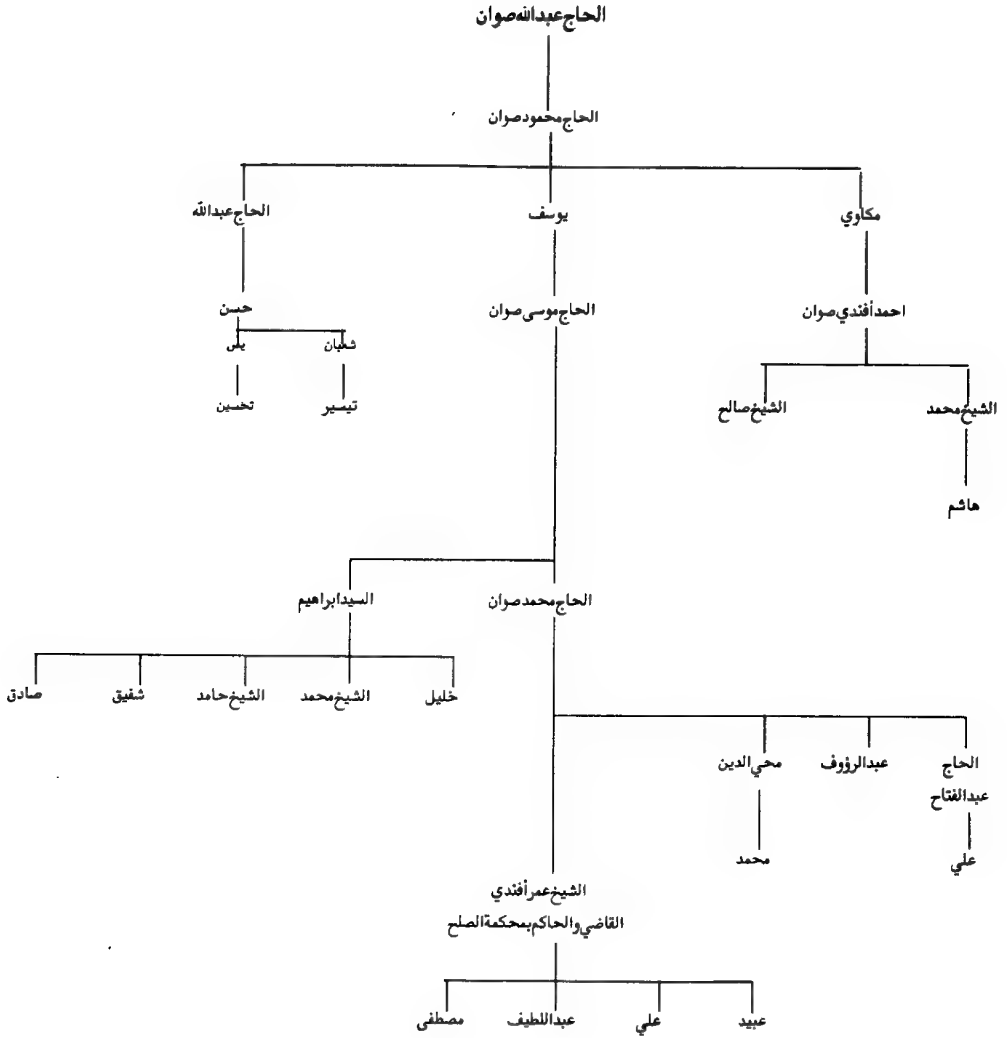 الحاج عبدالله صوان
الحاج محمود صوان
مكاوي
يوسف
الحاج عبدالله
احمد أفندي صوان
الحاج موسى صوان
حسن
شعبان
يس
الشيخ محمد
الشيخ صالح
تيسير
تحسين
هاشم
الحاج محمد صوان
السيد ابراهيم
خليل
الشيخ محمد
الشيخ حامد
شفيق
صادق
الحاج
عبدالفتاح
عبدالرؤوف
محي الدين
علي
محمد
الشيخ عمر أفندي
القاضي والحاكم بمحكمة الصلح
عبيد
علي
عبداللطيف
مصطفى